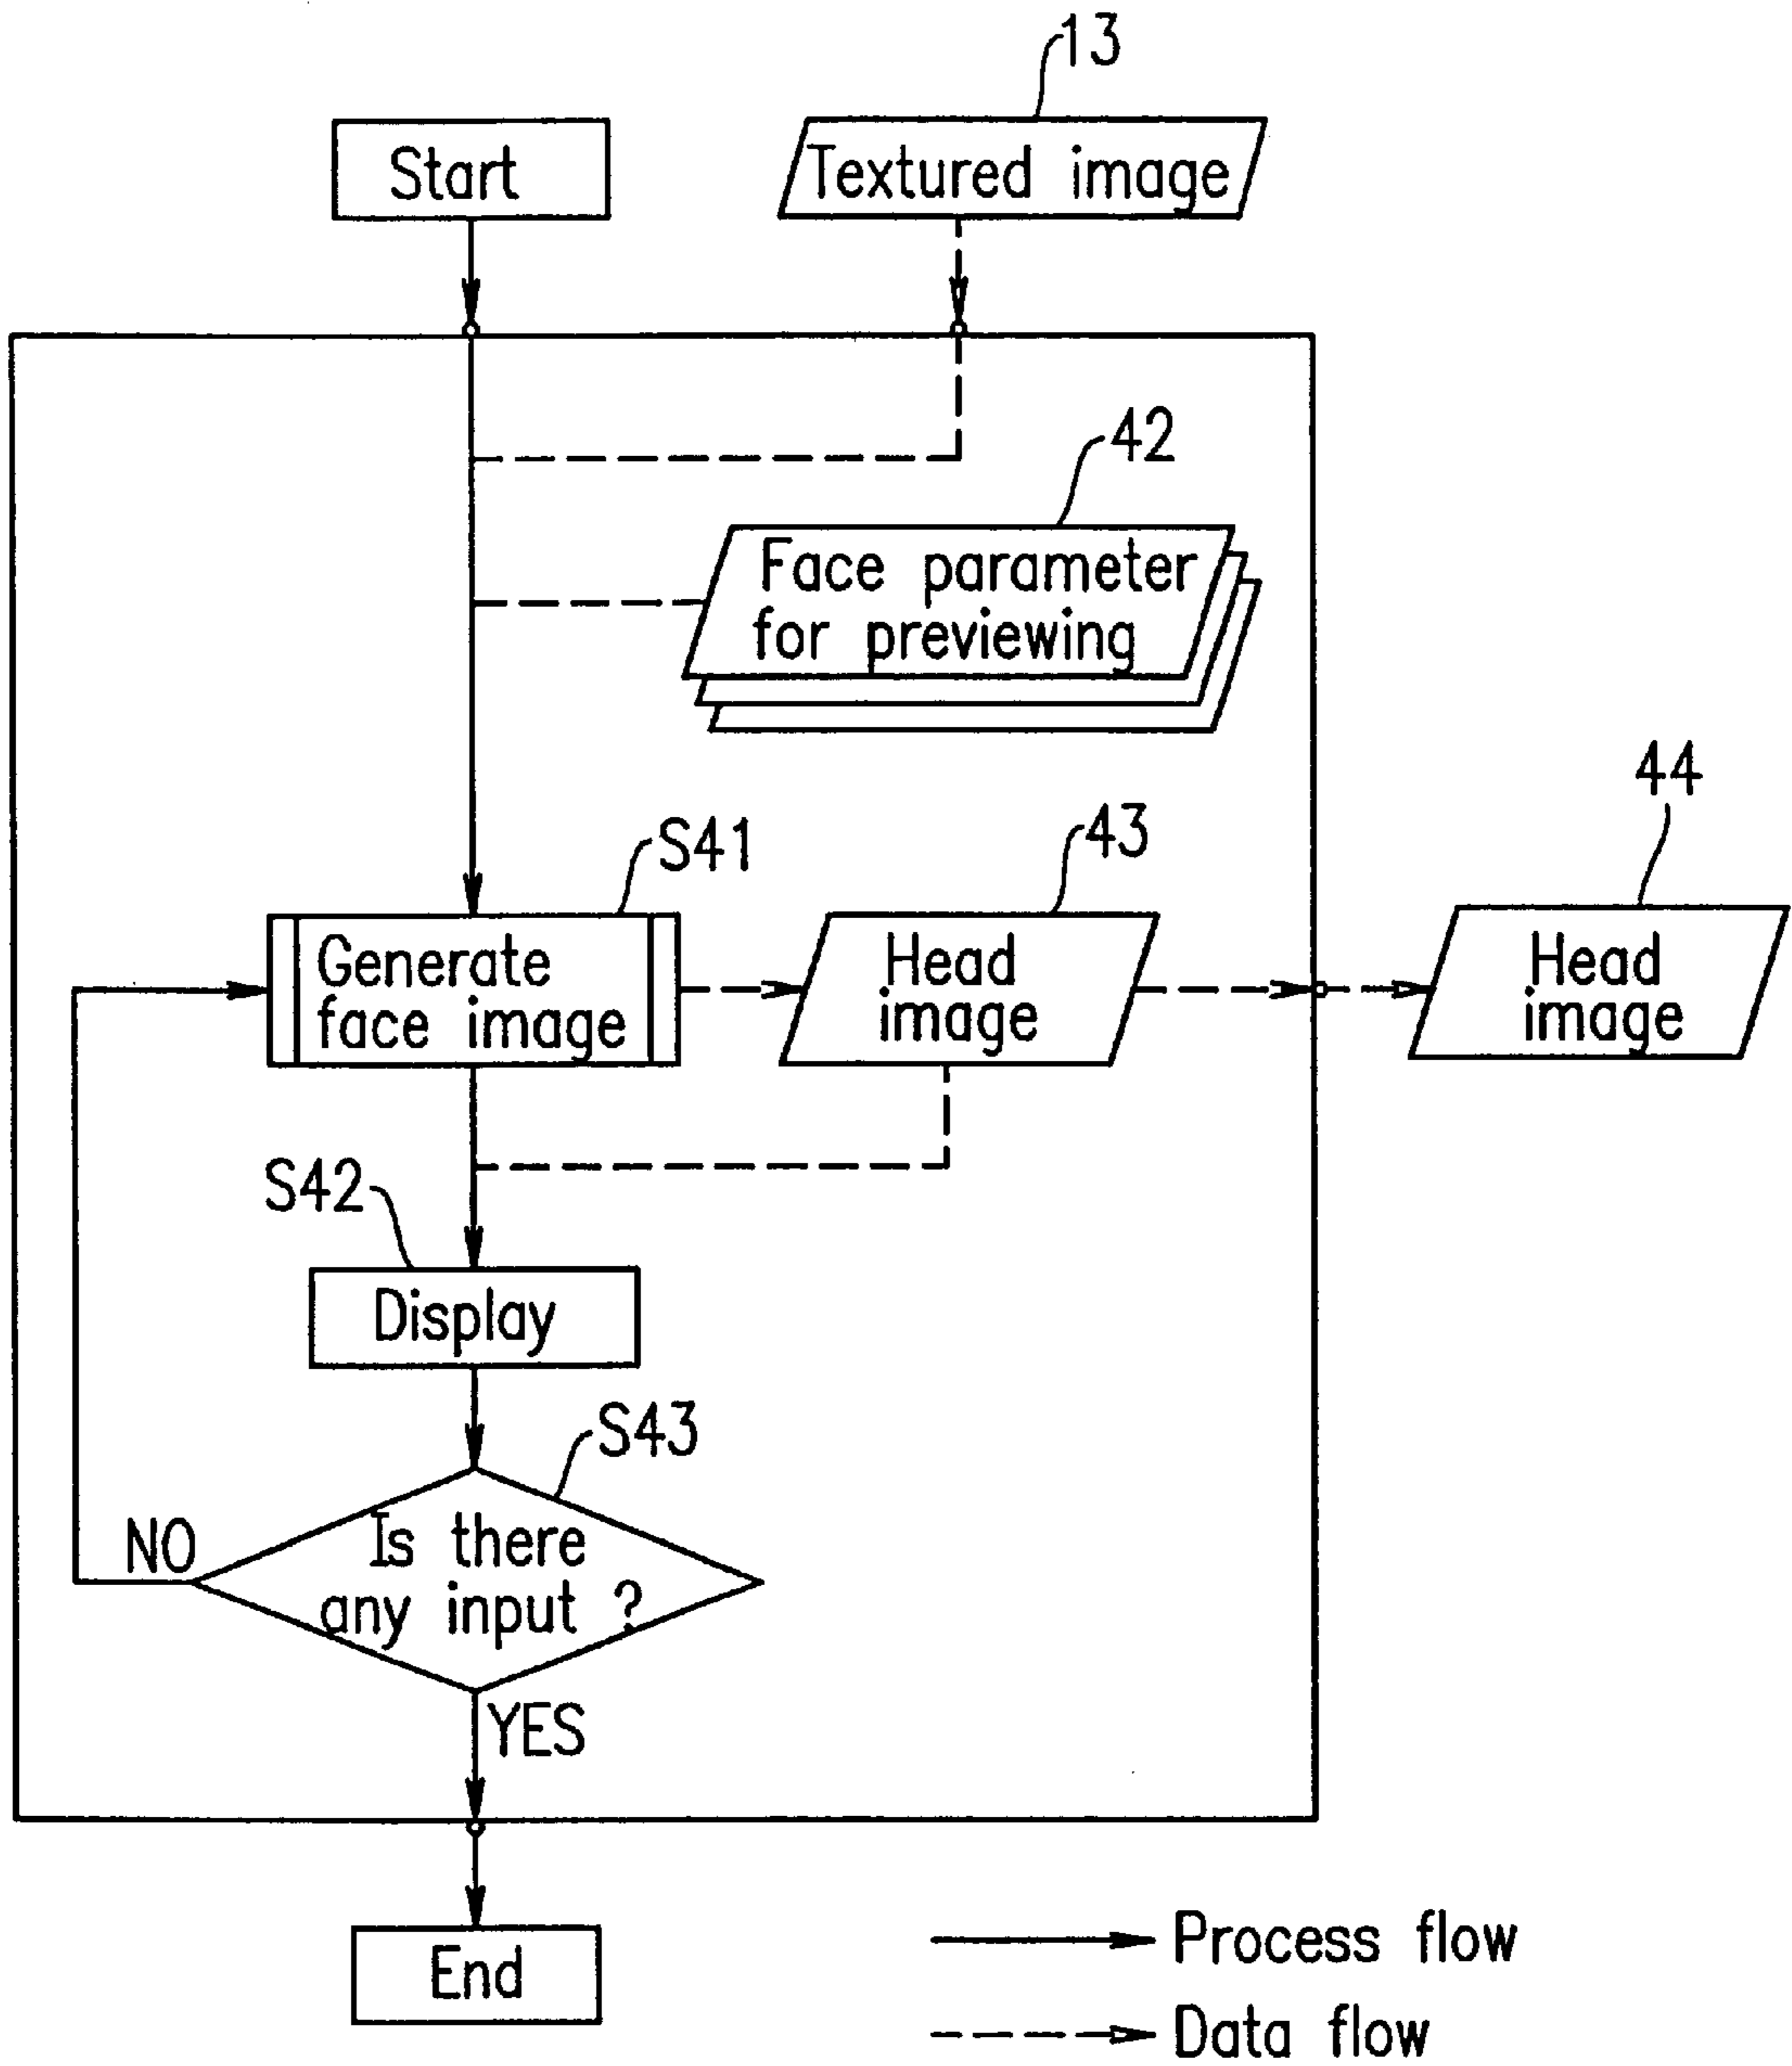 13
Start
Textured image
42
Face parameter
for previewing
44
S41
43
Generate
face image
Head
image
Head
image
S42
Display
S43
NO
Is there
any input ?
YES
End
Process flow
Data flow